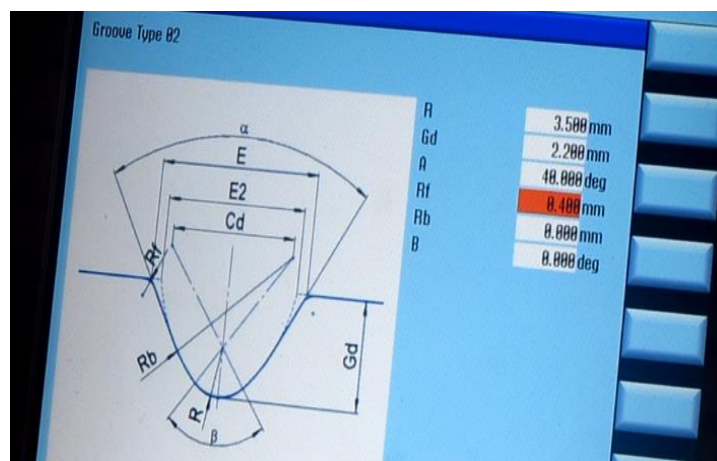 Groove Type 02
R 3.500 mm
Gd 2.200 mm
A 40.000 deg
Rf 0.400 mm
Rb 0.000 mm
B 0.000 deg
α
E
E2
Cd
Rf
Rb
Gd
R
β